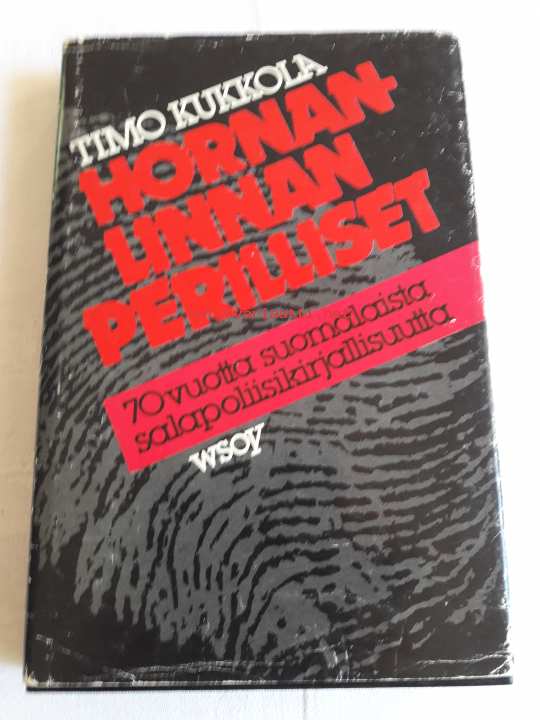 TIMO KUKKOLA
HORNAN-
LINNAN
PERILLISET
70 vuotta suomalaista
salapoliisikirjallisuutta
wsoy